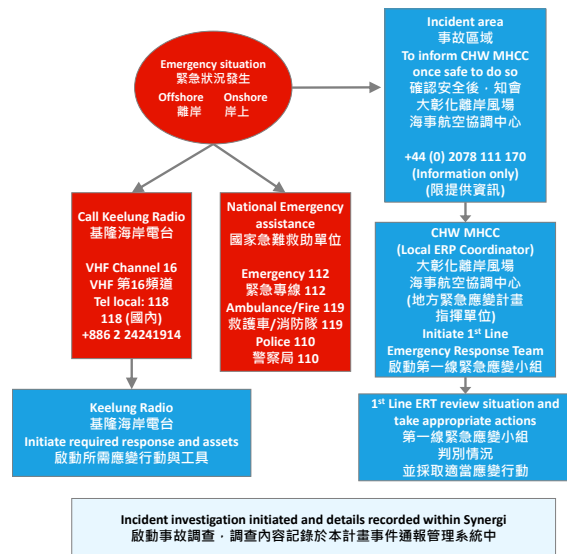 Emergency situation
緊急狀況發生
Offshore Onshore
離岸 岸上
Incident area
事故區域
To inform CHW MHCC
once safe to do so
確認安全後，知會
大彰化離岸風場
海事航空協調中心
+44 (0) 2078 111 170
(Information only)
(限提供資訊)
Call Keelung Radio
基隆海岸電台
VHF Channel 16
VHF 第16頻道
Tel local: 118
118 (國內)
+886 2 24241914
National Emergency
assistance
國家急難救助單位
Emergency 112
緊急專線 112
Ambulance/Fire 119
救護車/消防隊 119
Police 110
警察局 110
CHW MHCC
(Local ERP Coordinator)
大彰化離岸風場
海事航空協調中心
(地方緊急應變計畫
指揮單位)
Initiate 1st Line
Emergency Response Team
啟動第一線緊急應變小組
Keelung Radio
基隆海岸電台
Initiate required response and assets
啟動所需應變行動與工具
1st Line ERT review situation and
take appropriate actions
第一線緊急應變小組
判別情況
並採取適當應變行動
Incident investigation initiated and details recorded within Synergi
啟動事故調查，調查內容記錄於本計畫事件通報管理系統中